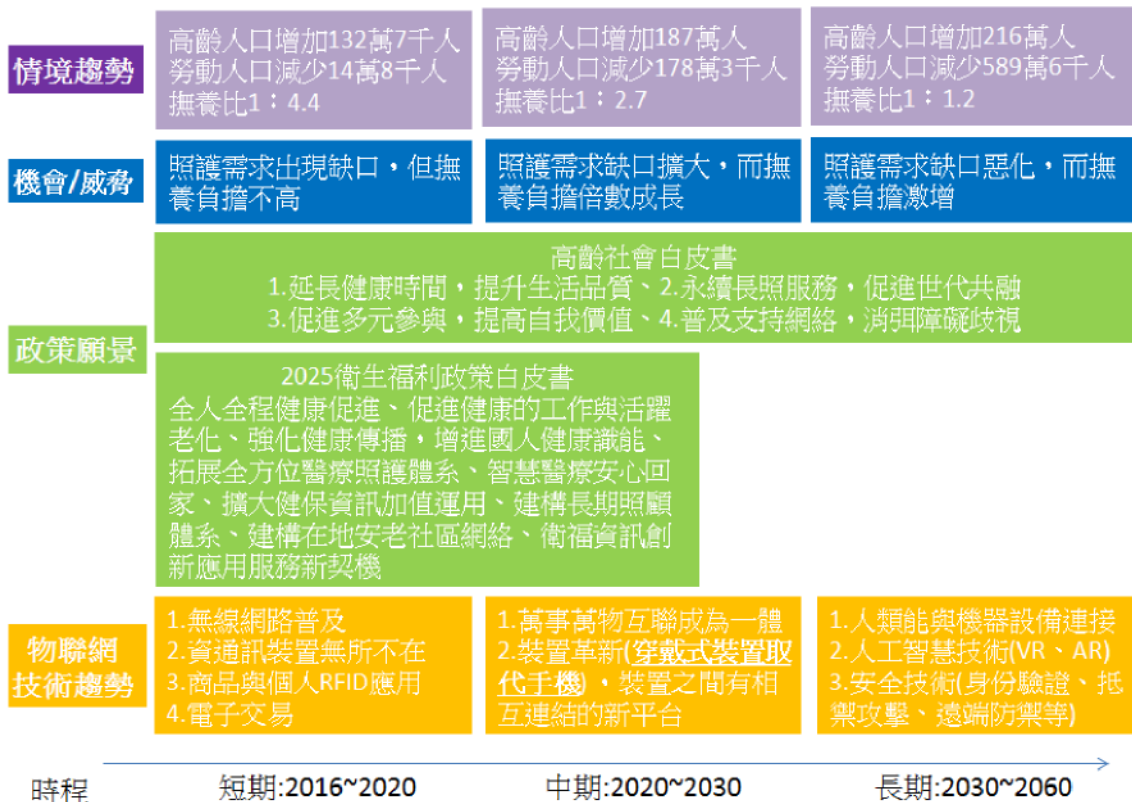 情境趨勢
高齡人口增加132萬7千人
勞動人口減少14萬8千人
撫養比1：4.4
高齡人口增加187萬人
勞動人口減少178萬3千人
撫養比1：2.7
高齡人口增加216萬人
勞動人口減少589萬6千人
撫養比1：1.2
機會/威脅
照護需求出現缺口，但撫
養負擔不高
照護需求缺口擴大，而撫
養負擔倍數成長
照護需求缺口惡化，而撫
養負擔激增
政策願景
高齡社會白皮書
1.延長健康時間，提升生活品質、2.永續長照服務，促進世代共融
3.促進多元參與，提高自我價值、4.普及支持網絡，消弭障礙歧視
2025衛生福利政策白皮書
全人全程健康促進、促進健康的工作與活躍
老化、強化健康傳播，增進國人健康識能、
拓展全方位醫療照護體系、智慧醫療安心回
家、擴大健保資訊加值運用、建構長期照顧
體系、建構在地安老社區網絡、衛福資訊創
新應用服務新契機
物聯網
技術趨勢
1.無線網路普及
2.資通訊裝置無所不在
3.商品與個人RFID應用
4.電子交易
1.萬事萬物互聯成為一體
2.裝置革新(穿戴式裝置取
代手機)，裝置之間有相
互連結的新平台
1.人類能與機器設備連接
2.人工智慧技術(VR、AR)
3.安全技術(身份驗證、抵
禦攻擊、遠端防禦等)
時程
短期:2016~2020
中期:2020~2030
長期:2030~2060